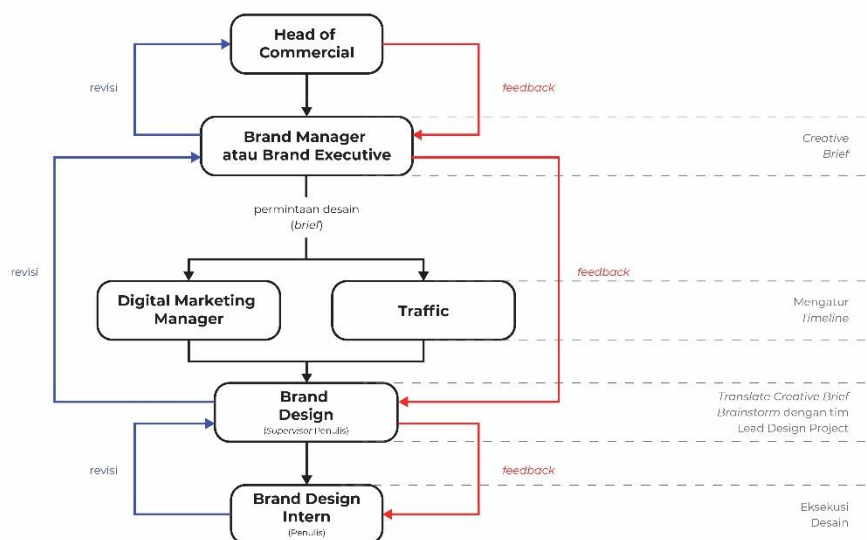 Head of
Commercial
revisi
feedback
Brand Manager
atau Brand Executive
Creative
Brief
permintaan desain
(brief)
revisi
feedback
Digital Marketing
Manager
Traffic
Mengatur
Timeline
Brand
Design
(Supervisor Penulis)
Translate Creative Brief
Brainstorm dengan tim
Lead Design Project
revisi
feedback
Brand Design
Intern
(Penulis)
Eksekusi
Desain